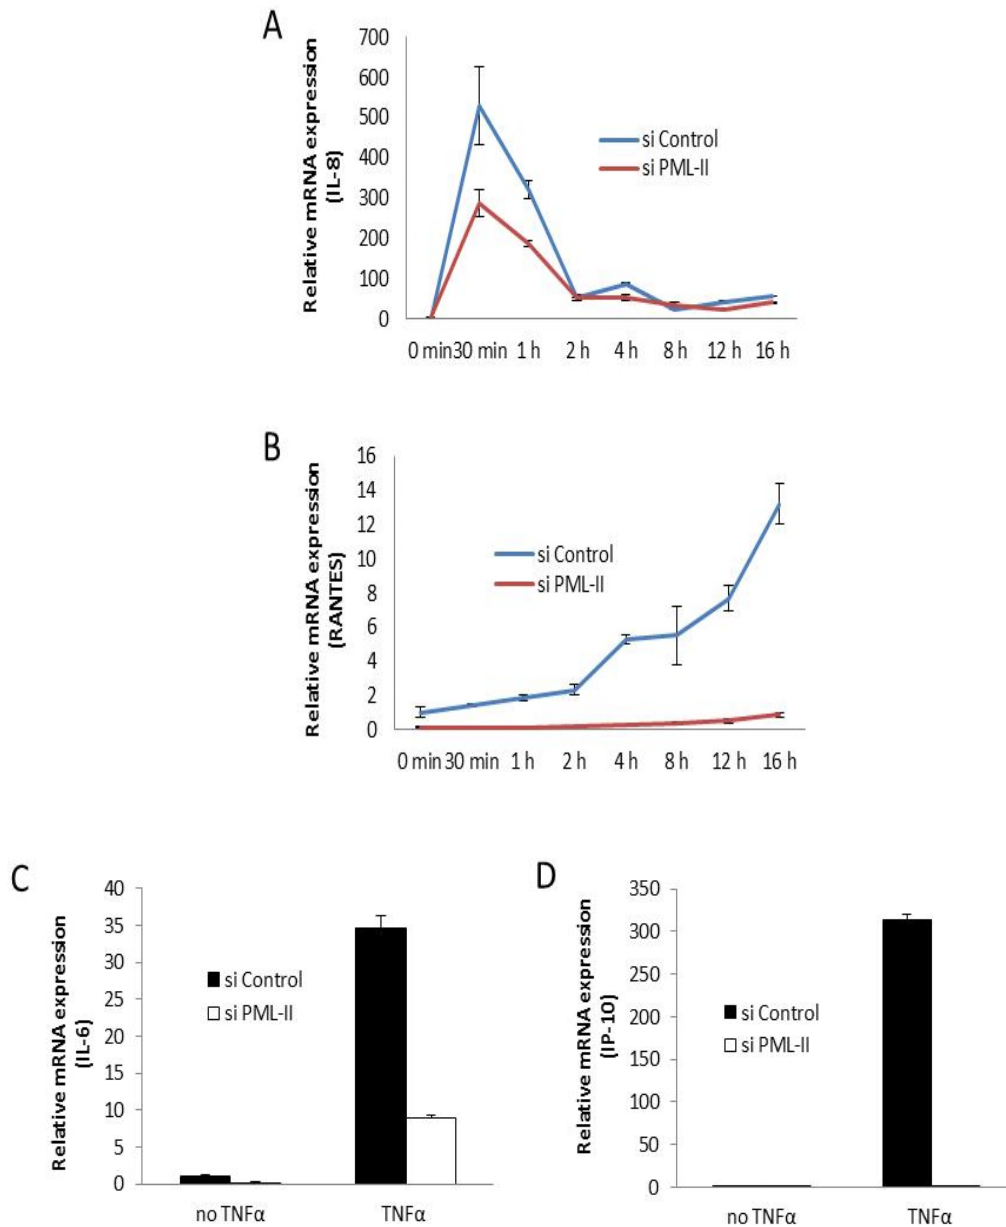 A
Relative mRNA expression
(IL-8)
700
600
500
400
300
200
100
0
si Control
si PML-II
0 min 30 min 1 h 2 h 4 h 8 h 12 h 16 h
B
Relative mRNA expression
(RANTES)
16
14
12
10
8
6
4
2
0
si Control
si PML-II
0 min 30 min 1 h 2 h 4 h 8 h 12 h 16 h
C
Relative mRNA expression
(IL-6)
40
35
30
25
20
15
10
5
0
si Control
si PML-II
no TNFα TNFα
D
Relative mRNA expression
(IP-10)
350
300
250
200
150
100
50
0
si Control
si PML-II
no TNFα TNFα